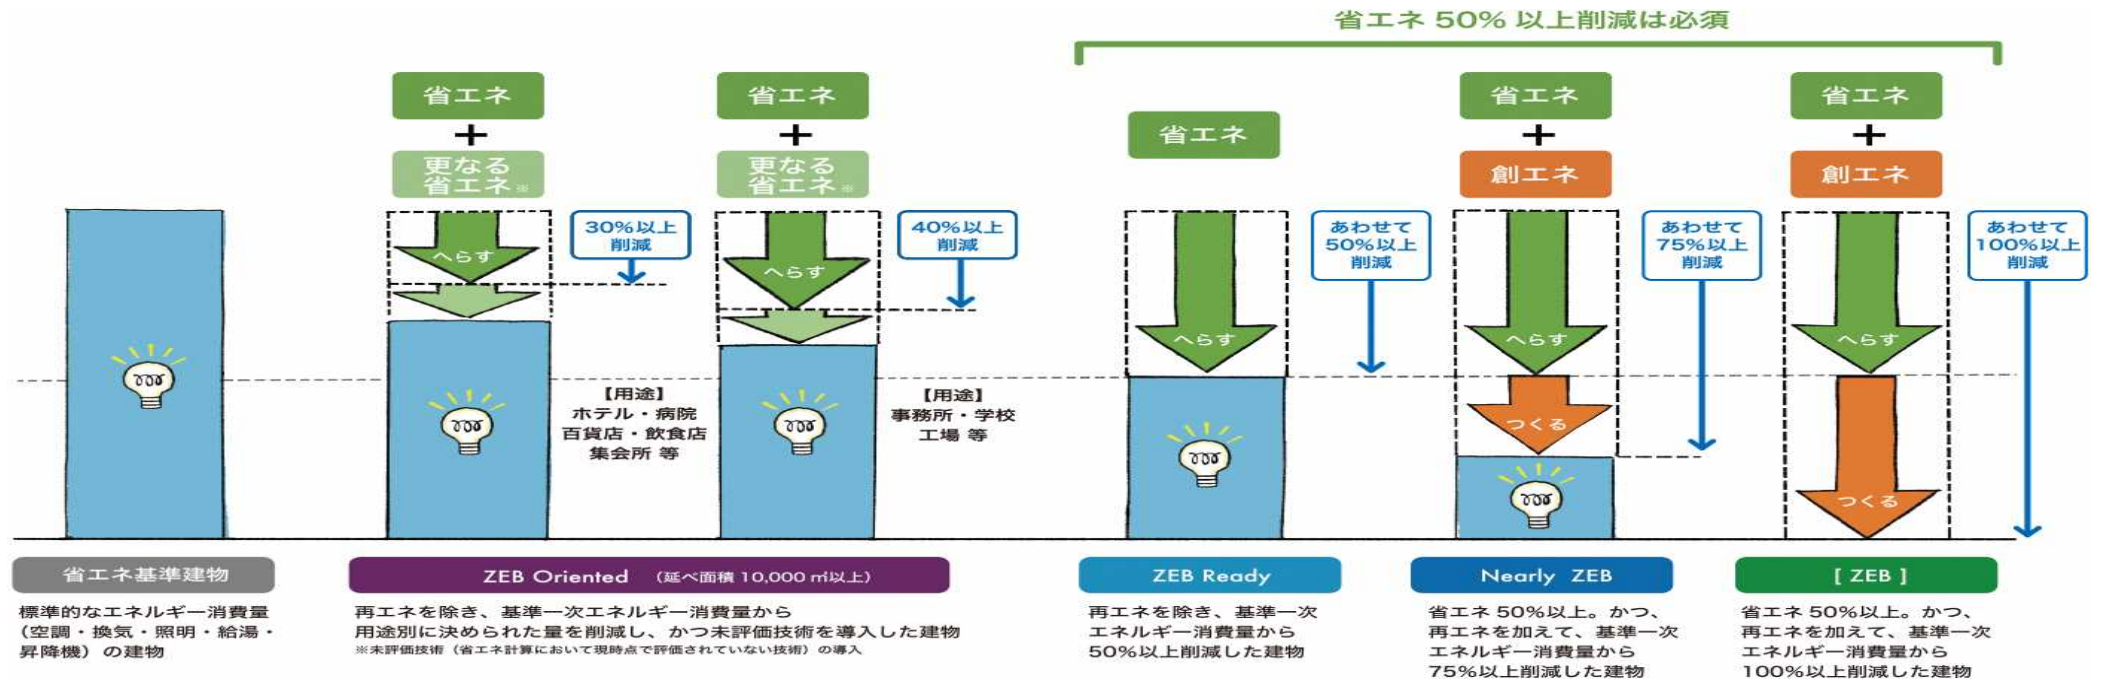 省エネ 50% 以上削減は必須
省エネ
+
更なる
省エネ※
省エネ
+
更なる
省エネ※
省エネ
省エネ
+
創エネ
省エネ
+
創エネ
へらす
30%以上
削減
へらす
40%以上
削減
へらす
あわせて
50%以上
削減
へらす
つくる
あわせて
75%以上
削減
へらす
つくる
あわせて
100%以上
削減
【用途】
ホテル・病院
百貨店・飲食店
集会所 等
【用途】
事務所・学校
工場 等
省エネ基準建物
標準的なエネルギー消費量
（空調・換気・照明・給湯・
昇降機）の建物
ZEB Oriented （延べ面積 10,000 ㎡以上）
再エネを除き、基準一次エネルギー消費量から
用途別に決められた量を削減し、かつ未評価技術を導入した建物
※未評価技術（省エネ計算において現時点で評価されていない技術）の導入
ZEB Ready
再エネを除き、基準一次
エネルギー消費量から
50%以上削減した建物
Nearly ZEB
省エネ 50%以上。かつ、
再エネを加えて、基準一次
エネルギー消費量から
75%以上削減した建物
[ ZEB ]
省エネ 50%以上。かつ、
再エネを加えて、基準一次
エネルギー消費量から
100%以上削減した建物